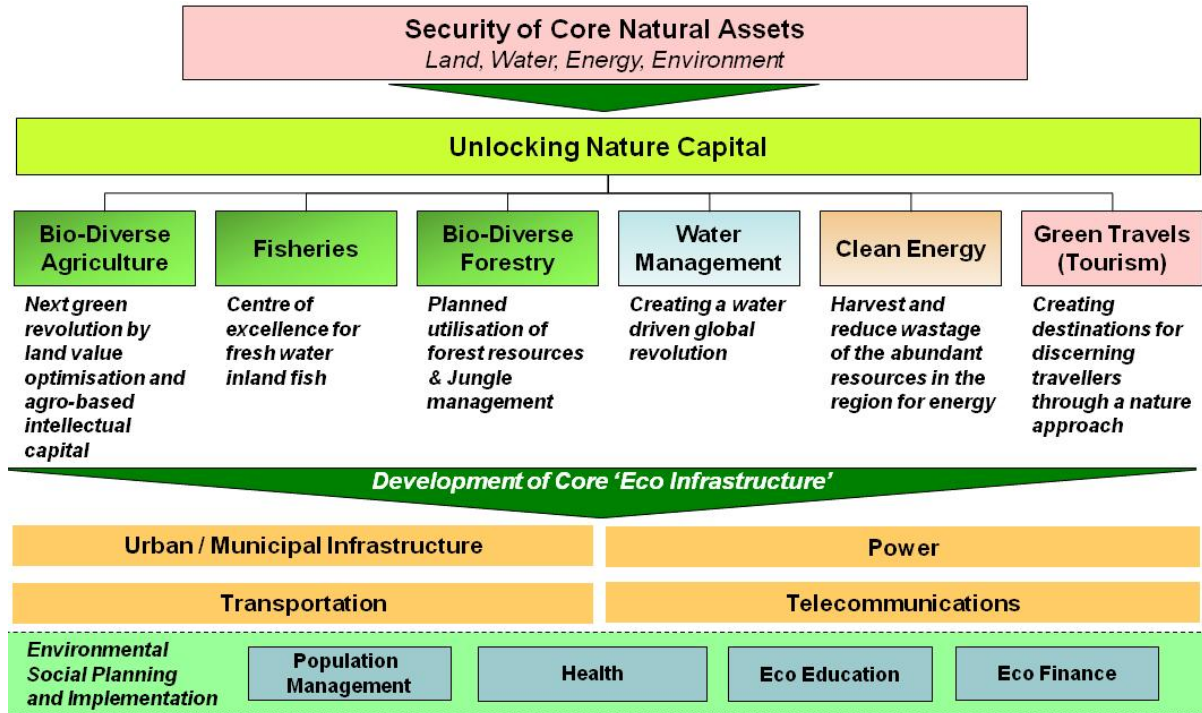 Security of Core Natural Assets
Land, Water, Energy, Environment
Unlocking Nature Capital
Bio-Diverse
Agriculture
Next green
revolution by
land value
optimisation and
agro-based
intellectual
capital
Fisheries
Centre of
excellence for
fresh water
inland fish
Bio-Diverse
Forestry
Planned
utilisation of
forest resources
& Jungle
management
Water
Management
Creating a water
driven global
revolution
Clean Energy
Harvest and
reduce wastage
of the abundant
resources in the
region for energy
Green Travels
(Tourism)
Creating
destinations for
discerning
travellers
through a nature
approach
Development of Core ‘Eco Infrastructure’
Urban / Municipal Infrastructure
Power
Transportation
Telecommunications
Environmental
Social Planning
and Implementation
Population
Management
Health
Eco Education
Eco Finance